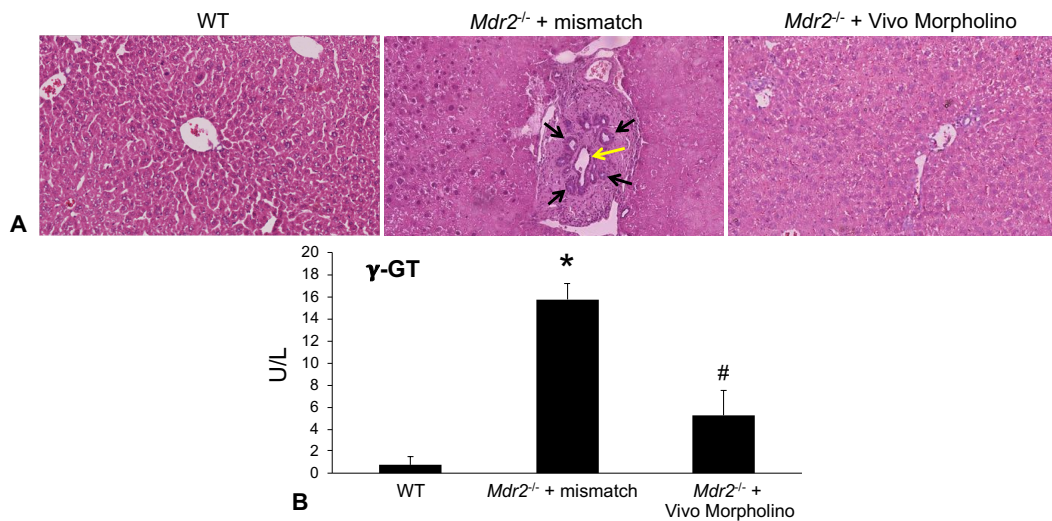 WT
Mdr2-/- + mismatch
Mdr2-/- + Vivo Morpholino
A
γ-GT
U/L
20
18
16
14
12
10
8
6
4
2
0
*
#
WT
Mdr2-/- + mismatch
Mdr2-/- +
Vivo Morpholino
B